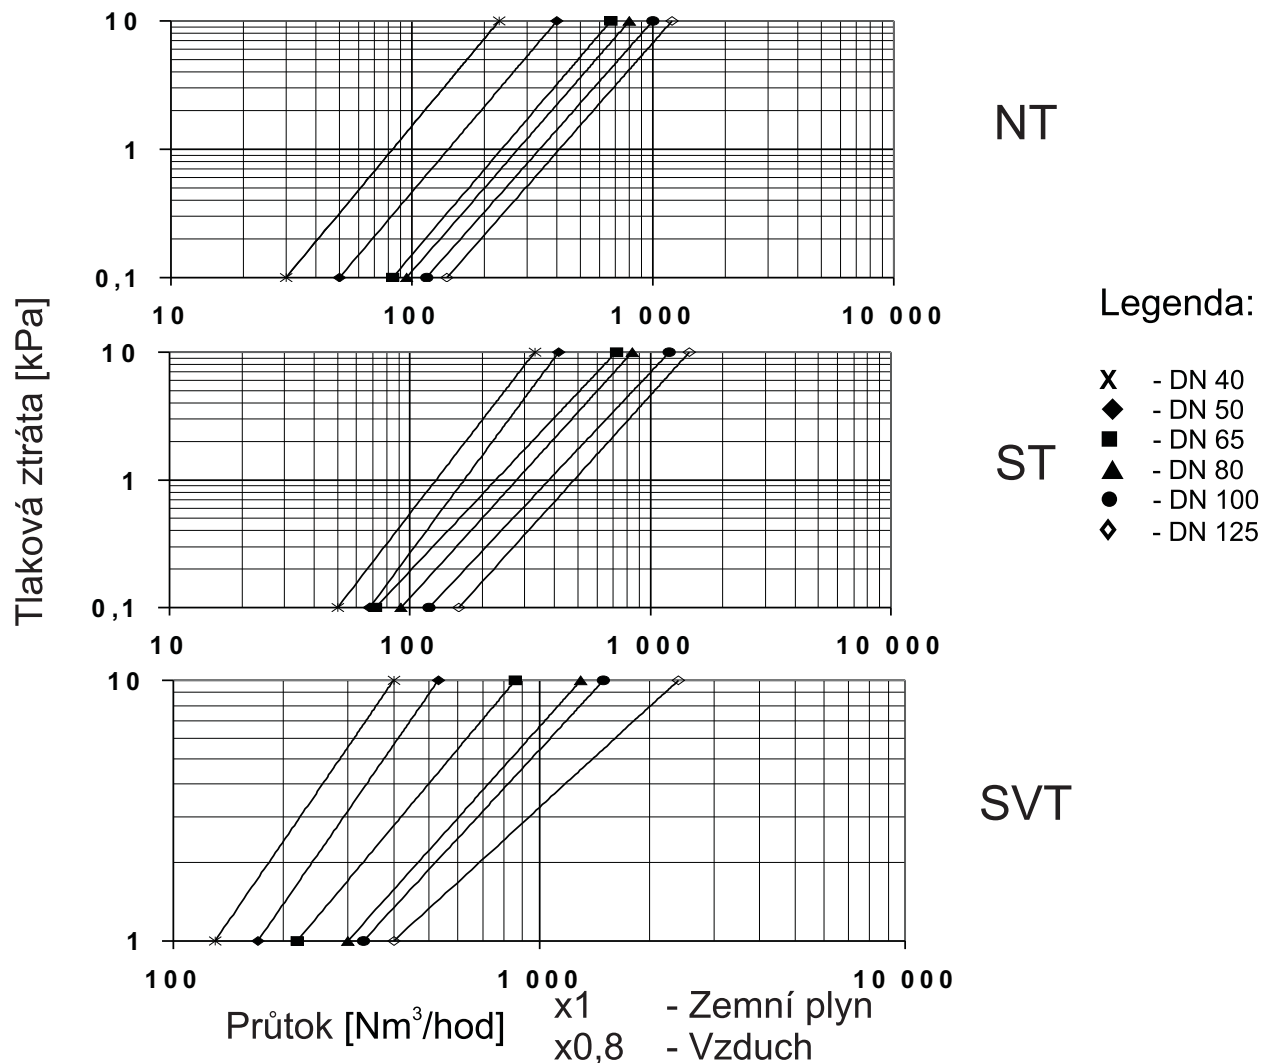 Tlaková ztráta [kPa]
10
1
0,1
10 100 1 000 10 000
NT
10
1
0,1
10 100 1 000 10 000
ST
10
1
100 1 000 10 000
SVT
Legenda:
x - DN 40
- DN 50
- DN 65
- DN 80
- DN 100
- DN 125
Průtok [Nm³/hod]
x1 - Zemní plyn
x0,8 - Vzduch